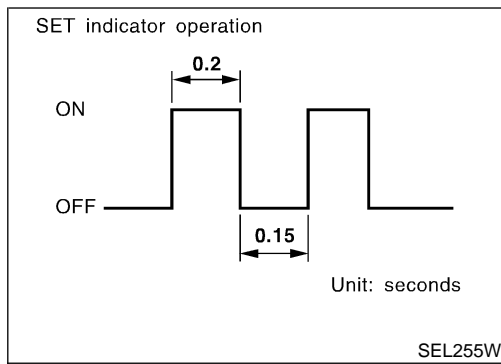 SET indicator operation
0.2
ON
OFF
0.15
Unit: seconds
SEL255W